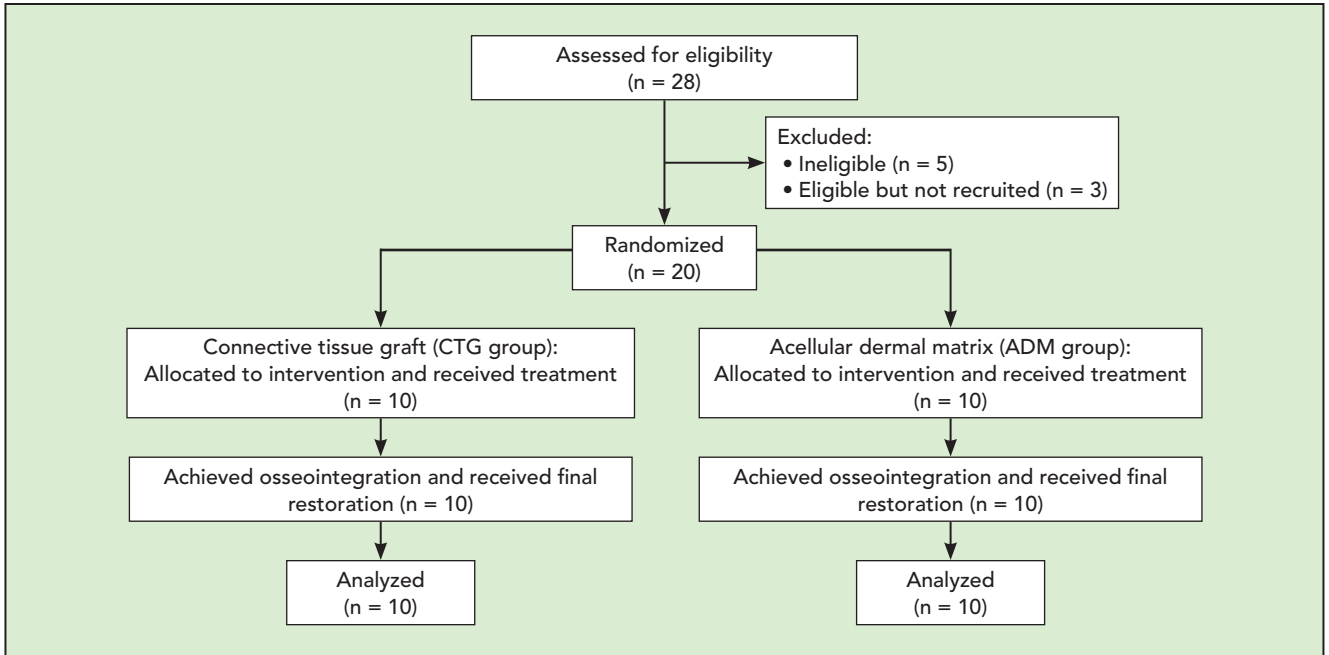 Assessed for eligibility
(n = 28)
Excluded:
• Ineligible (n = 5)
• Eligible but not recruited (n = 3)
Randomized
(n = 20)
Connective tissue graft (CTG group):
Allocated to intervention and received treatment
(n = 10)
Acellular dermal matrix (ADM group):
Allocated to intervention and received treatment
(n = 10)
Achieved osseointegration and received final
restoration (n = 10)
Achieved osseointegration and received final
restoration (n = 10)
Analyzed
(n = 10)
Analyzed
(n = 10)